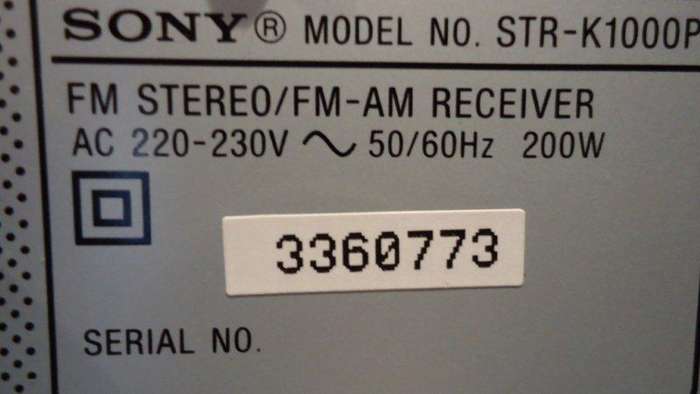 SONY® MODEL NO. STR-K1000P
FM STEREO/FM-AM RECEIVER
AC 220-230V ~ 50/60Hz 200W
3360773
SERIAL NO.